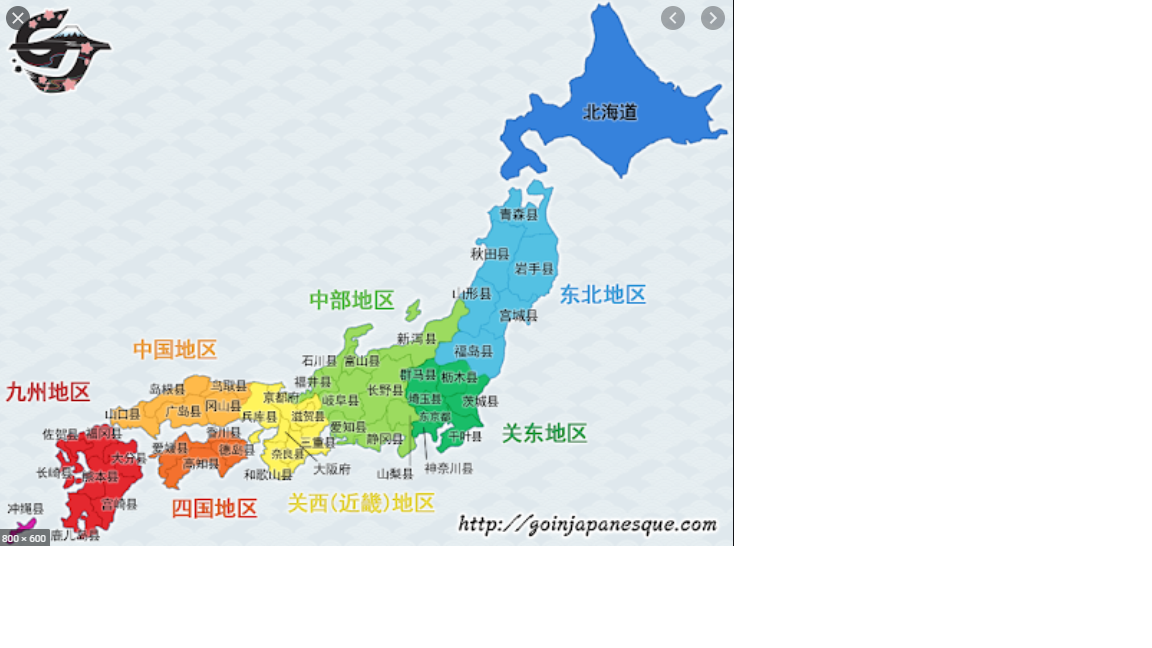 北海道
青森县
秋田县
岩手县
山形县
东北地区
中部地区
宫城县
新泻县
中国地区
福岛县
石川县
富山县
群马县
栃木县
九州地区
岛根县
鸟取县
福井县
长野县
京都府
岐阜县
埼玉县
茨城县
山口县
广岛县
冈山县
兵库县
滋贺县
东京都
爱知县
佐贺县
福冈县
香川县
静冈县
千叶县
关东地区
爱媛县
德岛县
三重县
大分县
高知县
奈良县
长崎县
熊本县
和歌山县
大阪府
山梨县
神奈川县
冲绳县
宫崎县
四国地区
关西(近畿)地区
http://goinjapanesque.com
鹿儿岛县
800 × 600